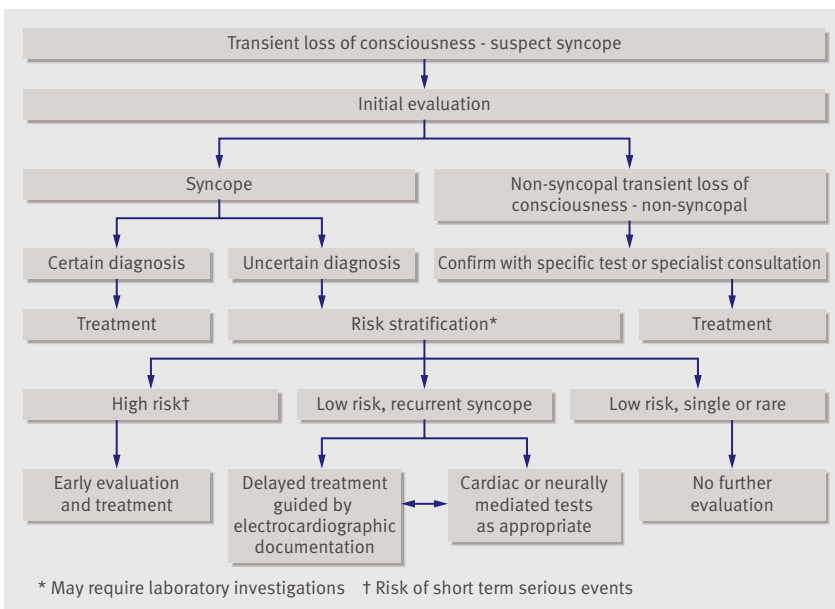 Transient loss of consciousness - suspect syncope
Initial evaluation
Syncope
Non-syncopal transient loss of
consciousness - non-syncopal
Certain diagnosis
Uncertain diagnosis
Confirm with specific test or specialist consultation
Treatment
Risk stratification*
Treatment
High risk†
Low risk, recurrent syncope
Low risk, single or rare
Early evaluation
and treatment
Delayed treatment
guided by
electrocardiographic
documentation
Cardiac or neurally
mediated tests
as appropriate
No further
evaluation
* May require laboratory investigations † Risk of short term serious events